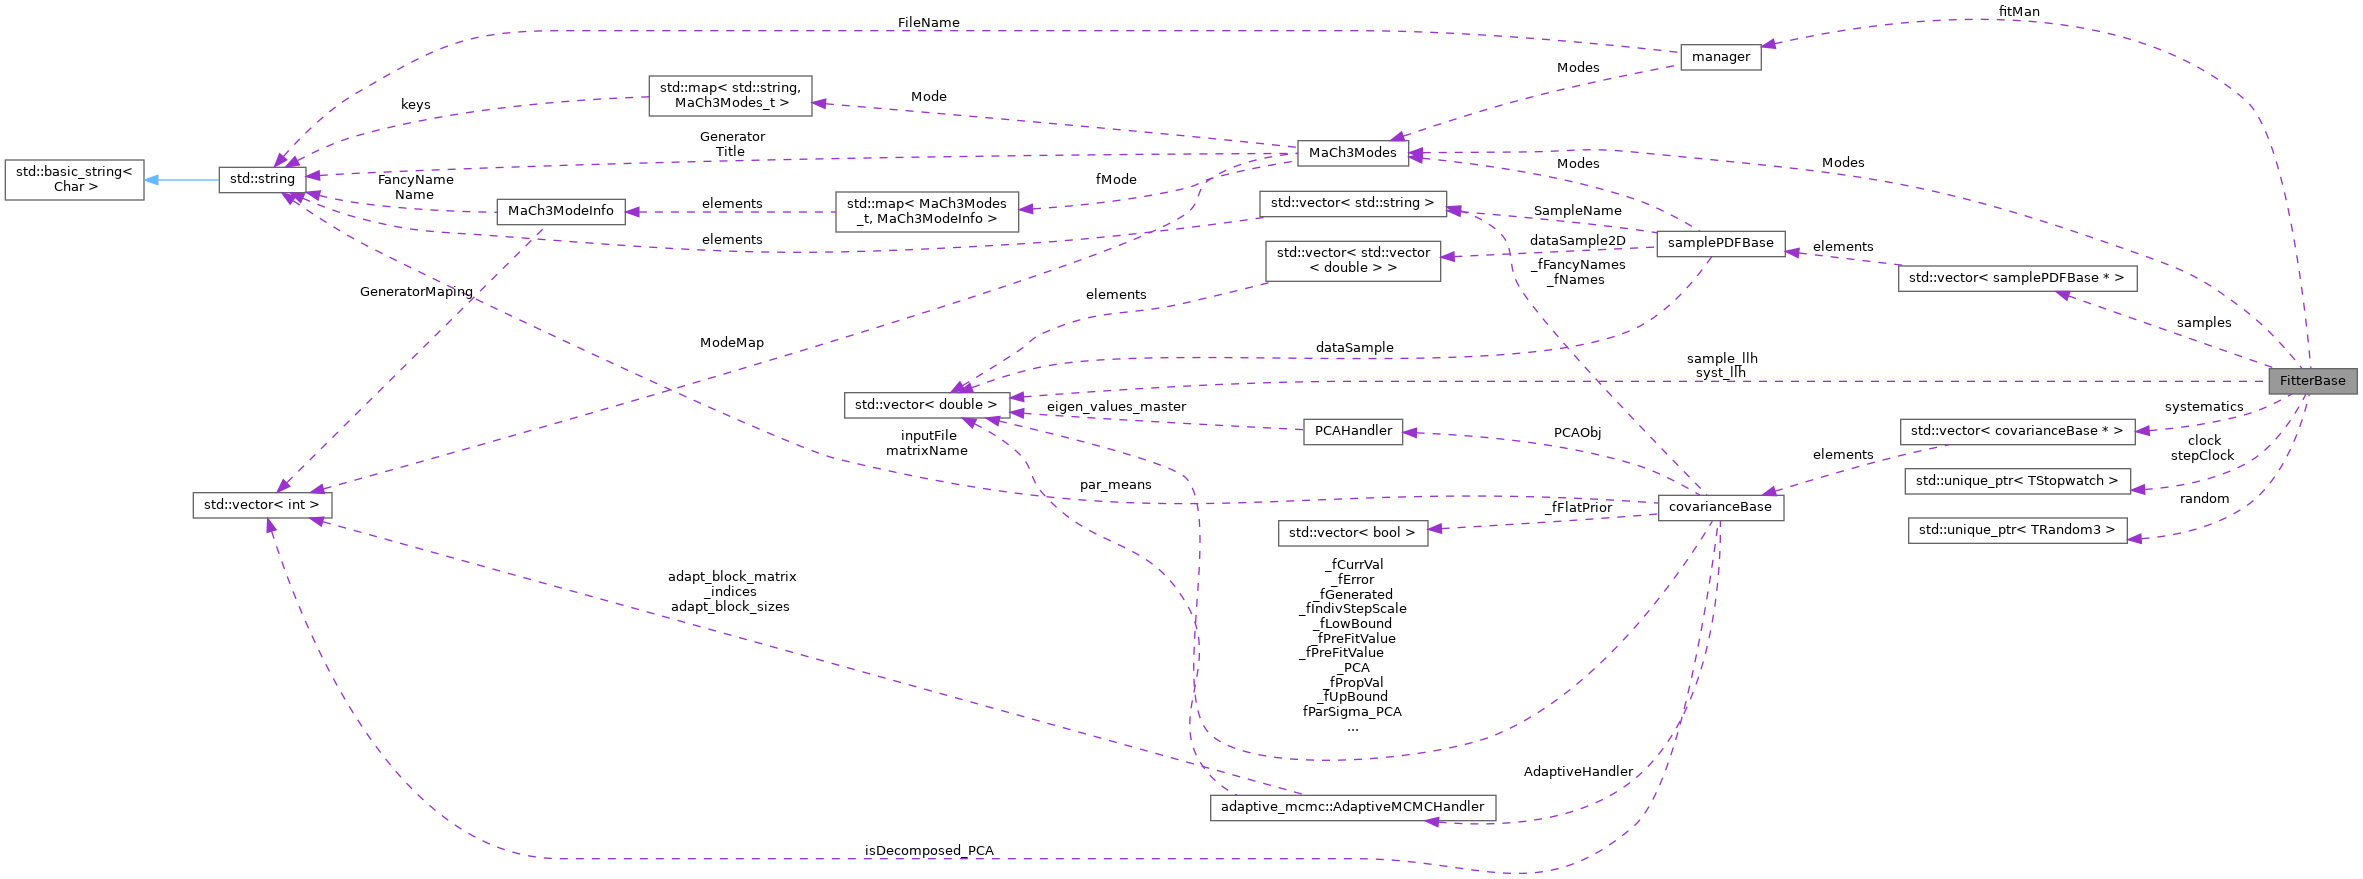 fitMan
FileName
manager
Modes
std::map< std::string,
MaCh3Modes_t >
Mode
keys
Generator
Title
MaCh3Modes
Modes
Modes
std::basic_string<
Char >
std::string
FancyName
Name
fMode
MaCh3ModeInfo
elements
std::map< MaCh3Modes
_t, MaCh3ModeInfo >
std::vector< std::string >
SampleName
elements
samplePDFBase
elements
dataSample2D
std::vector< std::vector
< double > >
_fFancyNames
_fNames
std::vector< samplePDFBase * >
GeneratorMaping
elements
samples
ModeMap
dataSample
sample_llh
syst_llh
FitterBase
std::vector< double >
eigen_values_master
systematics
PCAHandler
PCAObj
std::vector< covarianceBase * >
inputFile
matrixName
clock
stepClock
elements
par_means
std::unique_ptr< TStopwatch >
std::vector< int >
covarianceBase
_fFlatPrior
random
std::vector< bool >
std::unique_ptr< TRandom3 >
_fCurrVal
_fError
_fGenerated
_fIndivStepScale
_fLowBound
_fPreFitValue
_fPreFitValue
_PCA
_fPropVal
_fUpBound
fParSigma_PCA
...
adapt_block_matrix
_indices
adapt_block_sizes
AdaptiveHandler
adaptive_mcmc::AdaptiveMCMCHandler
isDecomposed_PCA